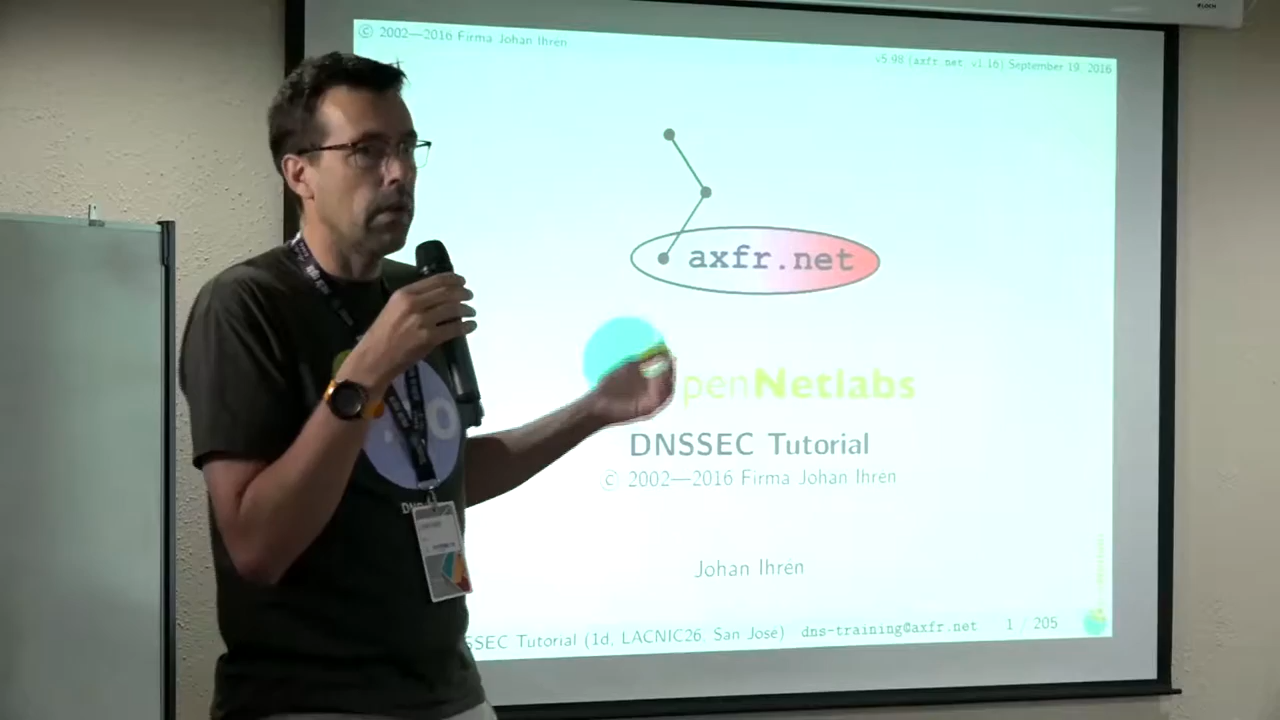 © 2002—2016 Firma Johan Ihren
v5.98 (axfr.net v1.16) September 19, 2016
axfr.net
penNetlabs
DNSSEC Tutorial
© 2002—2016 Firma Johan Ihren
Johan Ihren
SSEC Tutorial (1d, LACNIC26, San Jose) dns-training@axfr.net 1 / 205